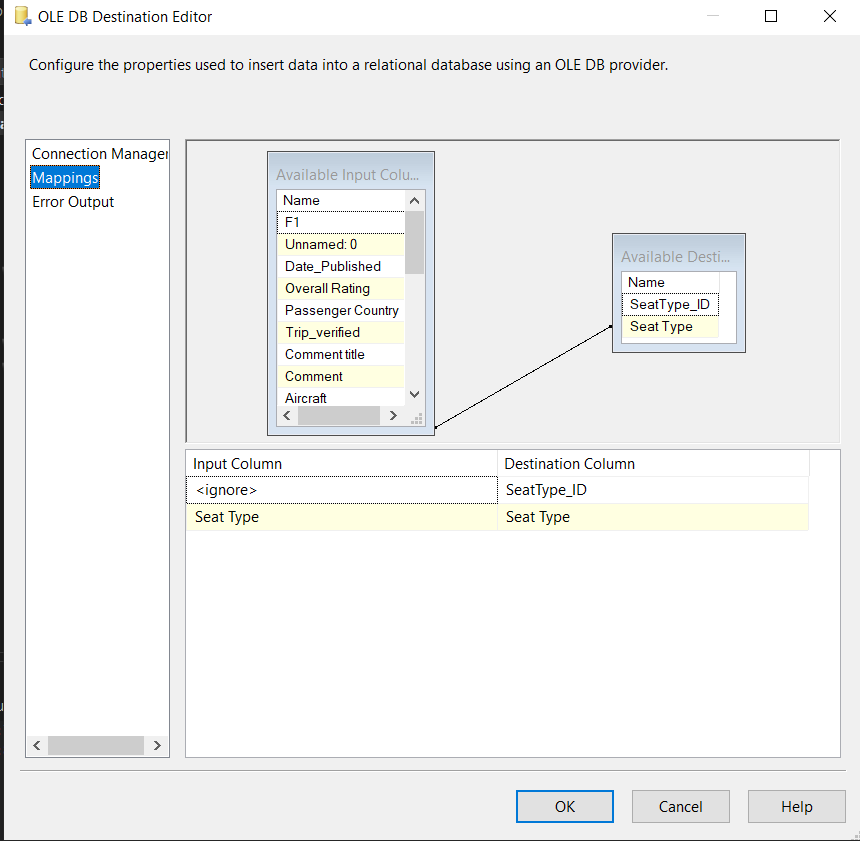 OLE DB Destination Editor
Configure the properties used to insert data into a relational database using an OLE DB provider.
Connection Manager
Mappings
Error Output
Available Input Colu...
Name
F1
Unnamed: 0
Date_Published
Overall Rating
Passenger Country
Trip_verified
Comment title
Comment
Aircraft
Available Desti...
Name
SeatType_ID
Seat Type
Input Column Destination Column
<ignore> SeatType_ID
Seat Type Seat Type
OK Cancel Help